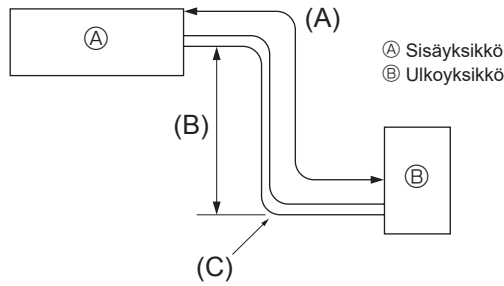 (A)
Ⓐ
Ⓐ Sisäyksikkö
Ⓑ Ulkoyksikkö
(B)
Ⓑ
(C)